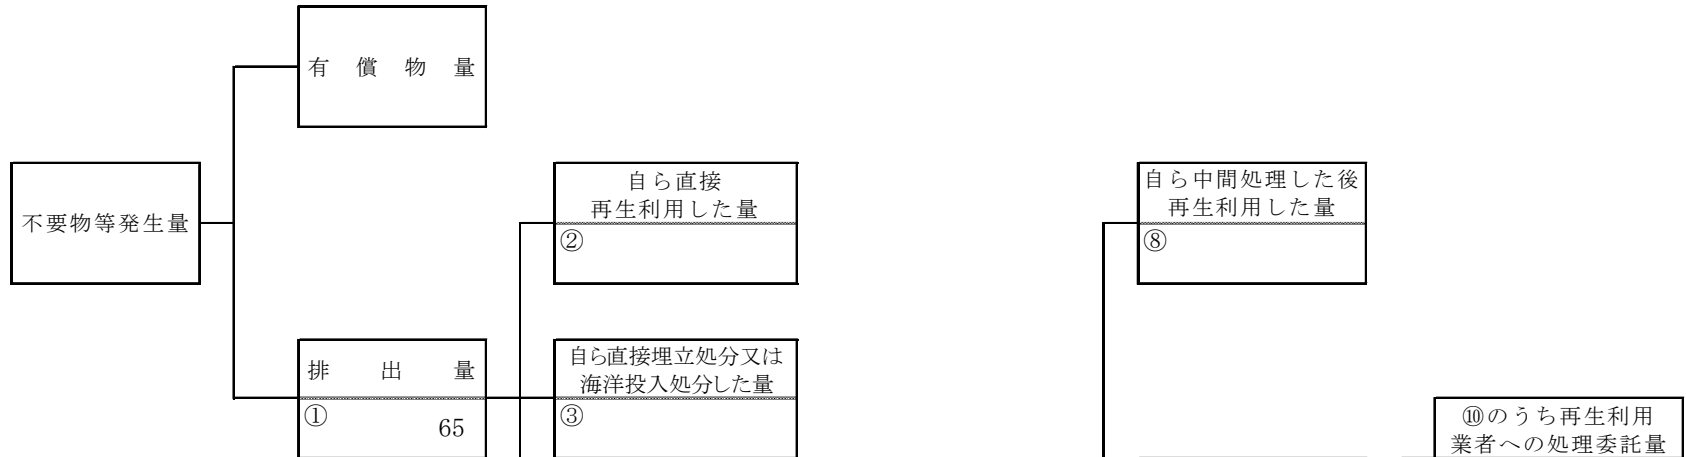 有償物量
不要物等発生量
自ら直接
再生利用した量
②
自ら中間処理した後
再生利用した量
⑧
排出量
①
65
自ら直接埋立処分又は
海洋投入処分した量
③
⑩のうち再生利用
業者への処理委託量